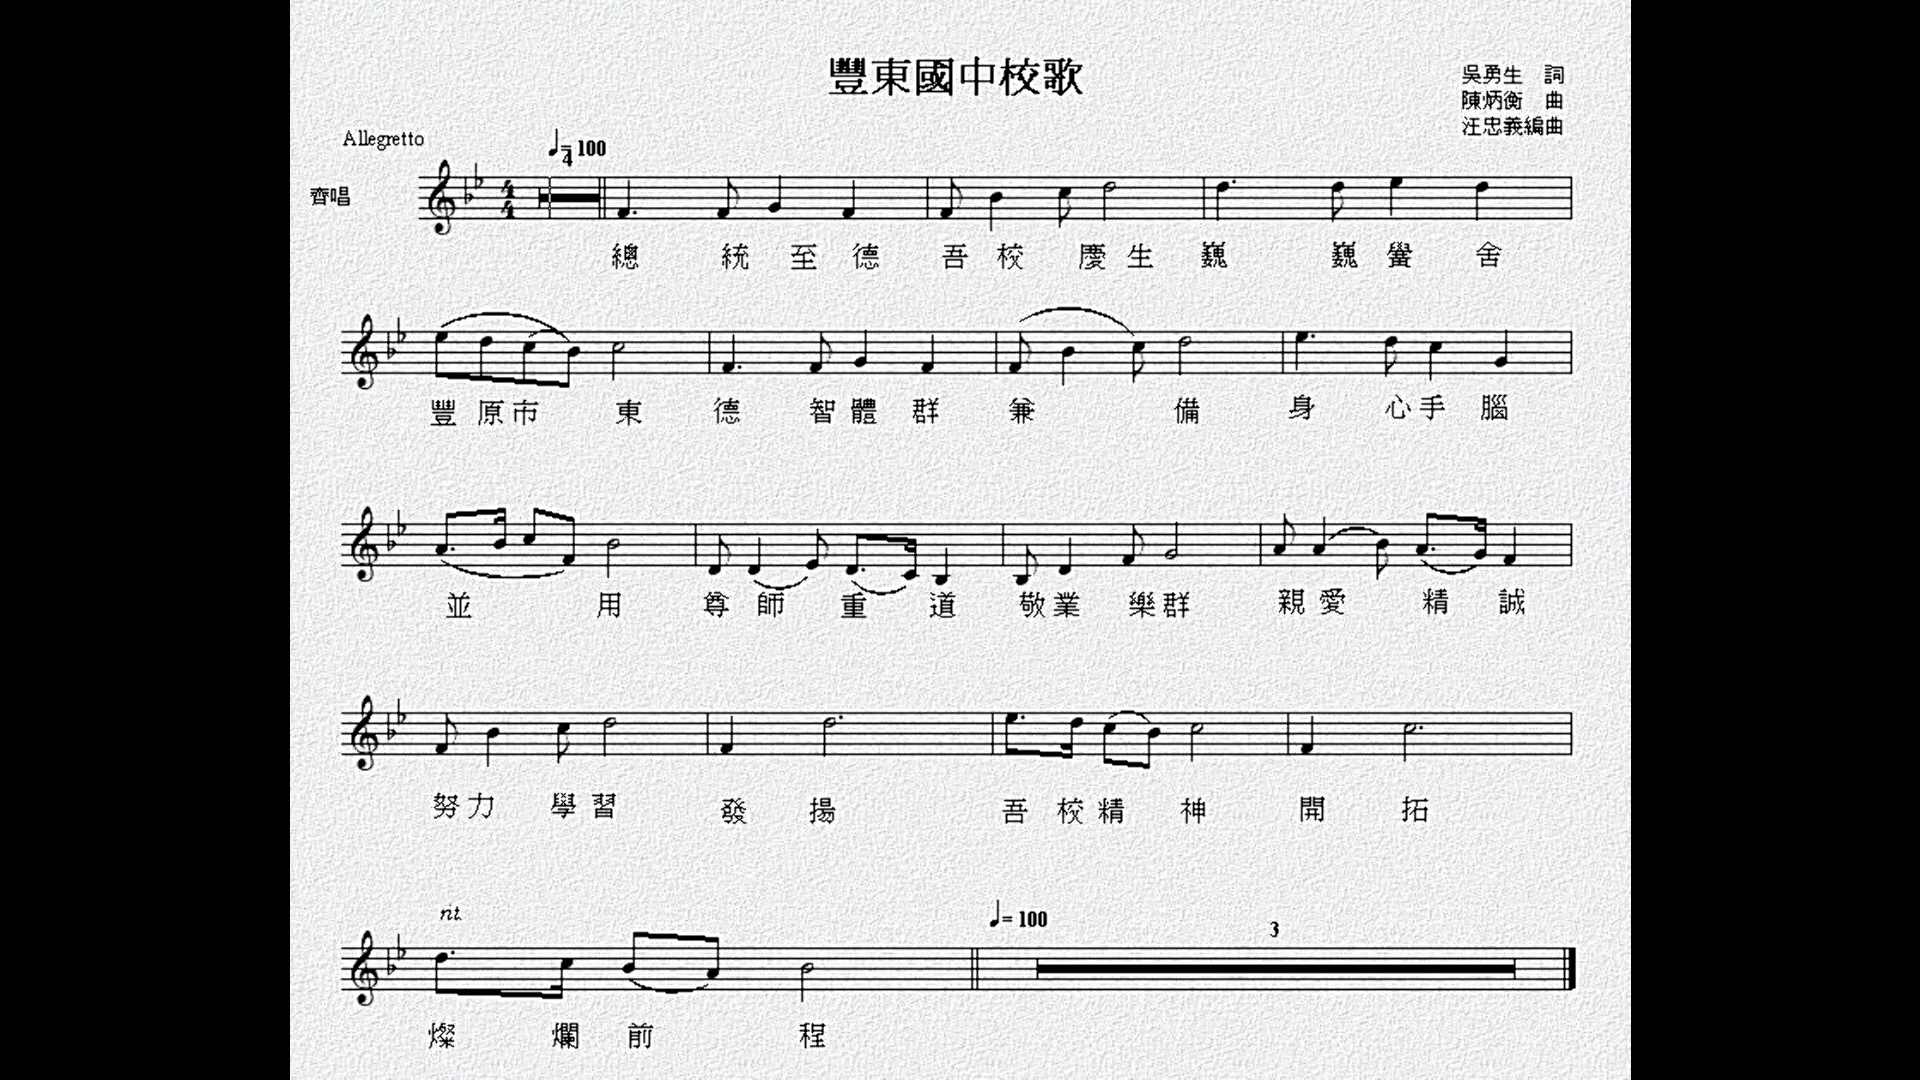 豐東國中校歌
吳勇生 詞
陳炳衡 曲
汪忠義編曲
Allegretto
♩= 100
4
齊唱
4
4
總 統 至 德 吾 校 慶 生 巍 巍 黌 舍
豐 原 市 東 德 智 體 群 兼 備 身 心 手 腦
並 用 尊 師 重 道 敬 業 樂 群 親 愛 精 誠
努 力 學 習 發 揚 吾 校 精 神 開 拓
rit.
♩= 100
3
燦 爛 前 程